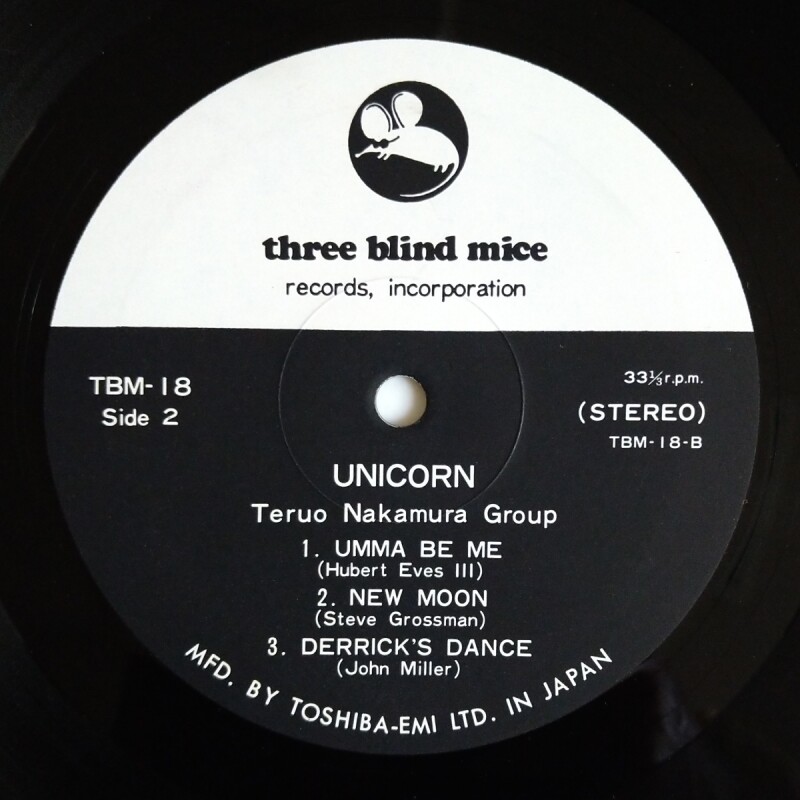 three blind mice
records, incorporation
TBM-18
Side 2
33⅓ r.p.m.
(STEREO)
TBM-18-B
UNICORN
Teruo Nakamura Group
1. UMMA BE ME
(Hubert Eves III)
2. NEW MOON
(Steve Grossman)
3. DERRICK'S DANCE
(John Miller)
MFD. BY TOSHIBA-EMI LTD. IN JAPAN